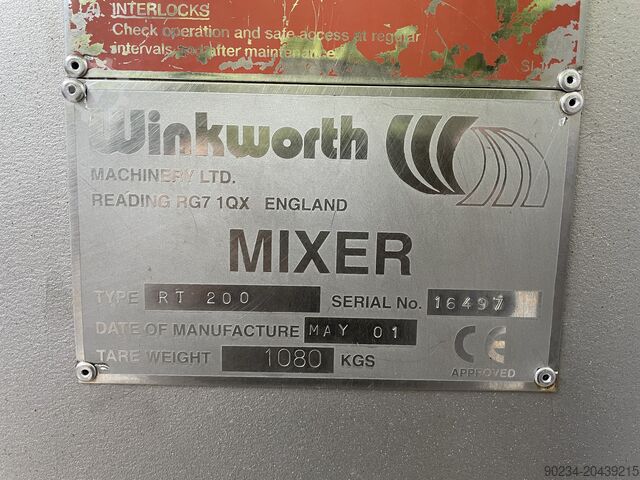 INTERLOCKS
Check operation and safe access at regular
intervals and after maintenance
Winkworth
MACHINERY LTD.
READING RG7 1QX ENGLAND
MIXER
TYPE RT 200 SERIAL No. 16497
DATE OF MANUFACTURE MAY 01
TARE WEIGHT 1080 KGS
CE
APPROVED
90234-20439215